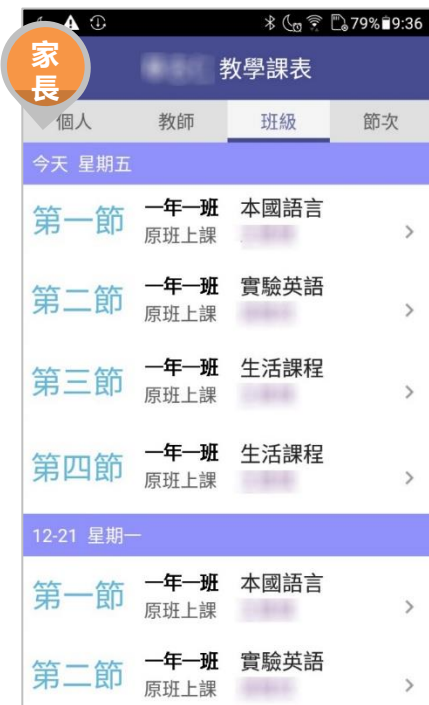 79% 9:36
家長
教學課表
個人 教師 班級 節次
今天 星期五
第一節 一年一班 本國語言
原班上課
第二節 一年一班 實驗英語
原班上課
第三節 一年一班 生活課程
原班上課
第四節 一年一班 生活課程
原班上課
12-21 星期一
第一節 一年一班 本國語言
原班上課
第二節 一年一班 實驗英語
原班上課